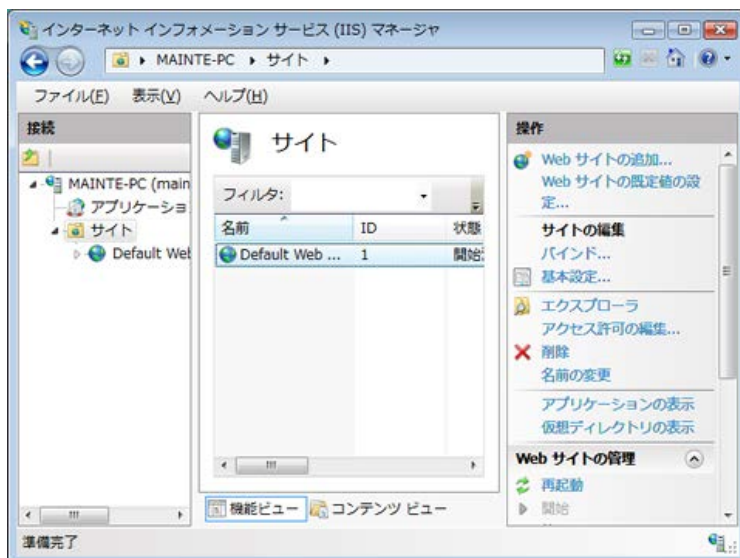 インターネット インフォメーション サービス (IIS) マネージャ
MAINTE-PC ▸ サイト ▸
ファイル(F) 表示(V) ヘルプ(H)
接続
MAINTE-PC (main
アプリケーショ
サイト
Default Wel
サイト
フィルタ:
名前 ID 状態
Default Web ... 1 開始
機能ビュー コンテンツ ビュー
操作
Web サイトの追加...
Web サイトの既定値の設
定...
サイトの編集
バインド...
基本設定...
エクスプローラ
アクセス許可の編集...
削除
名前の変更
アプリケーションの表示
仮想ディレクトリの表示
Web サイトの管理
再起動
開始
準備完了